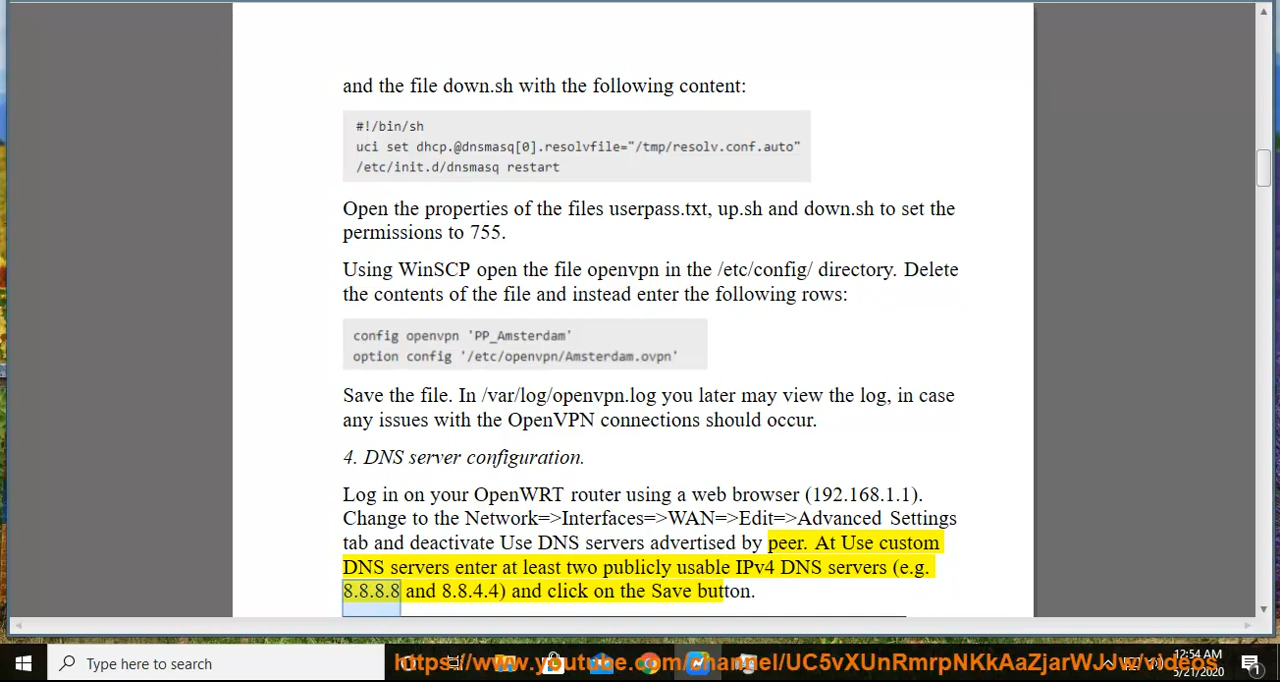 and the file down.sh with the following content:
#!/bin/sh
uci set dhcp.@dnsmasq[0].resolvfile="/tmp/resolv.conf.auto"
/etc/init.d/dnsmasq restart
Open the properties of the files userpass.txt, up.sh and down.sh to set the
permissions to 755.
Using WinSCP open the file openvpn in the /etc/config/ directory. Delete
the contents of the file and instead enter the following rows:
config openvpn 'PP_Amsterdam'
option config '/etc/openvpn/Amsterdam.ovpn'
Save the file. In /var/log/openvpn.log you later may view the log, in case
any issues with the OpenVPN connections should occur.
4. DNS server configuration.
Log in on your OpenWRT router using a web browser (192.168.1.1).
Change to the Network=>Interfaces=>WAN=>Edit=>Advanced Settings
tab and deactivate Use DNS servers advertised by peer. At Use custom
DNS servers enter at least two publicly usable IPv4 DNS servers (e.g.
8.8.8.8 and 8.8.4.4) and click on the Save button.
Type here to search
https://www.youtube.com/channel/UC5vXUnRmrpNKkAaZjarWJJw/videos
12:54 AM
5/21/2020
1